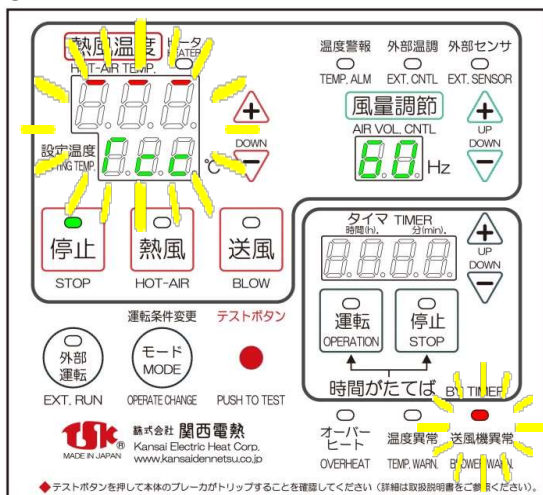 熱風温度 ヒータ
HOT-AIR TEMP. HEATER
設定温度
SETTING TEMP.
℃
DOWN
温度警報 外部温調 外部センサ
TEMP. ALM EXT. CNTL EXT. SENSOR
風量調節
AIR VOL. CNTL
60 Hz
UP
DOWN
停止 熱風 送風
STOP HOT-AIR BLOW
タイマ TIMER
時間(h). 分(min).
8.8.8.8.
UP
DOWN
運転 停止
OPERATION STOP
時間がたてば BY TIMER
運転条件変更 テストボタン
外部
運転
モード
MODE
EXT. RUN OPERATE CHANGE PUSH TO TEST
オーバー
ヒート 温度異常 送風機異常
OVERHEAT TEMP. WARN. BLOWER WARN.
TSK 株式会社 関西電熱
MADE IN JAPAN Kansai Electric Heat Corp.
www.kansaidennetsu.co.jp
◆テストボタンを押して本体のブレーカがトリップすることを確認してください（詳細は取扱説明書をご参照ください）。